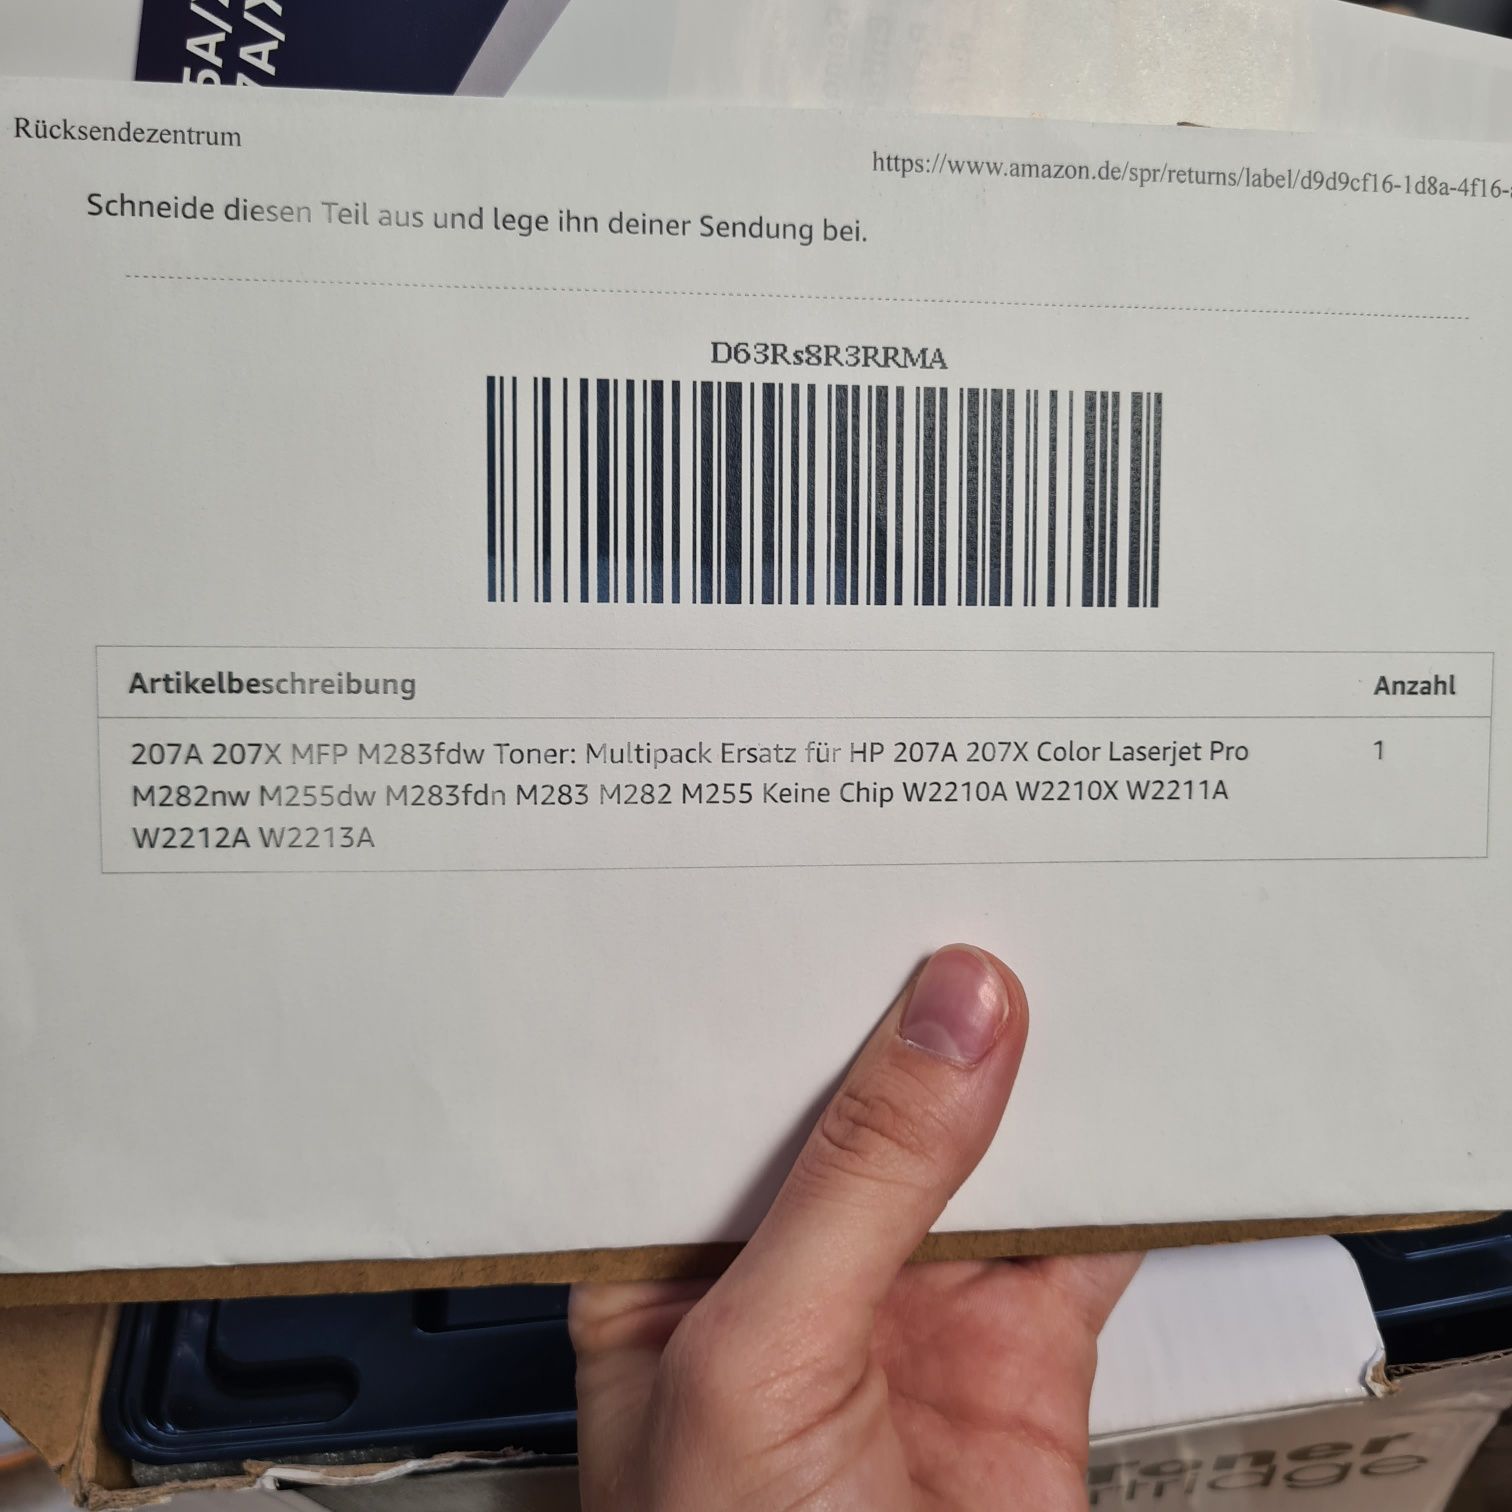 7A/X
Rücksendezentrum
https://www.amazon.de/spr/returns/label/d9d9cf16-1d8a-4f16-
Schneide diesen Teil aus und lege ihn deiner Sendung bei.
D63Rs8R3RRMA
Artikelbeschreibung Anzahl
207A 207X MFP M283fdw Toner: Multipack Ersatz für HP 207A 207X Color Laserjet Pro 1
M282nw M255dw M283fdn M283 M282 M255 Keine Chip W2210A W2210X W2211A
W2212A W2213A
Toner